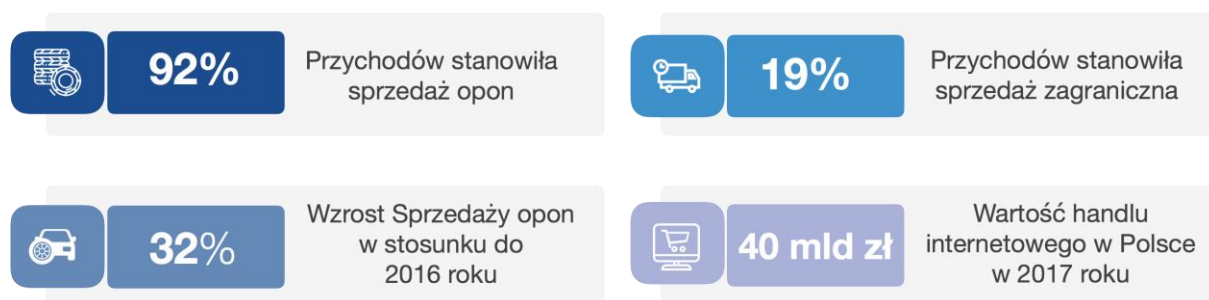 92%
Przychodów stanowiła
sprzedaż opon
19%
Przychodów stanowiła
sprzedaż zagraniczna
32%
Wzrost Sprzedaży opon
w stosunku do
2016 roku
40 mld zł
Wartość handlu
internetowego w Polsce
w 2017 roku